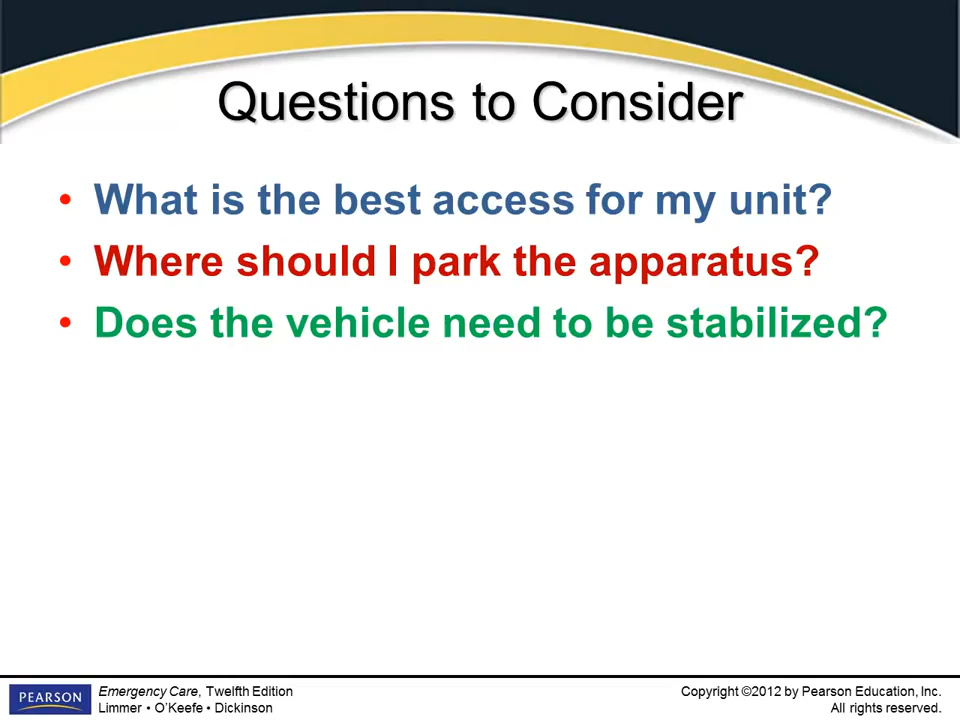 Questions to Consider
• What is the best access for my unit?
• Where should I park the apparatus?
• Does the vehicle need to be stabilized?
PEARSON
Emergency Care, Twelfth Edition
Limmer • O'Keefe • Dickinson
Copyright ©2012 by Pearson Education, Inc.
All rights reserved.